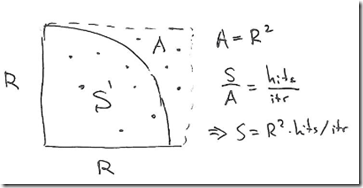 A
A = R²
R
S
S/A = hits/itr
⇒ S = R² · hits/itr
R